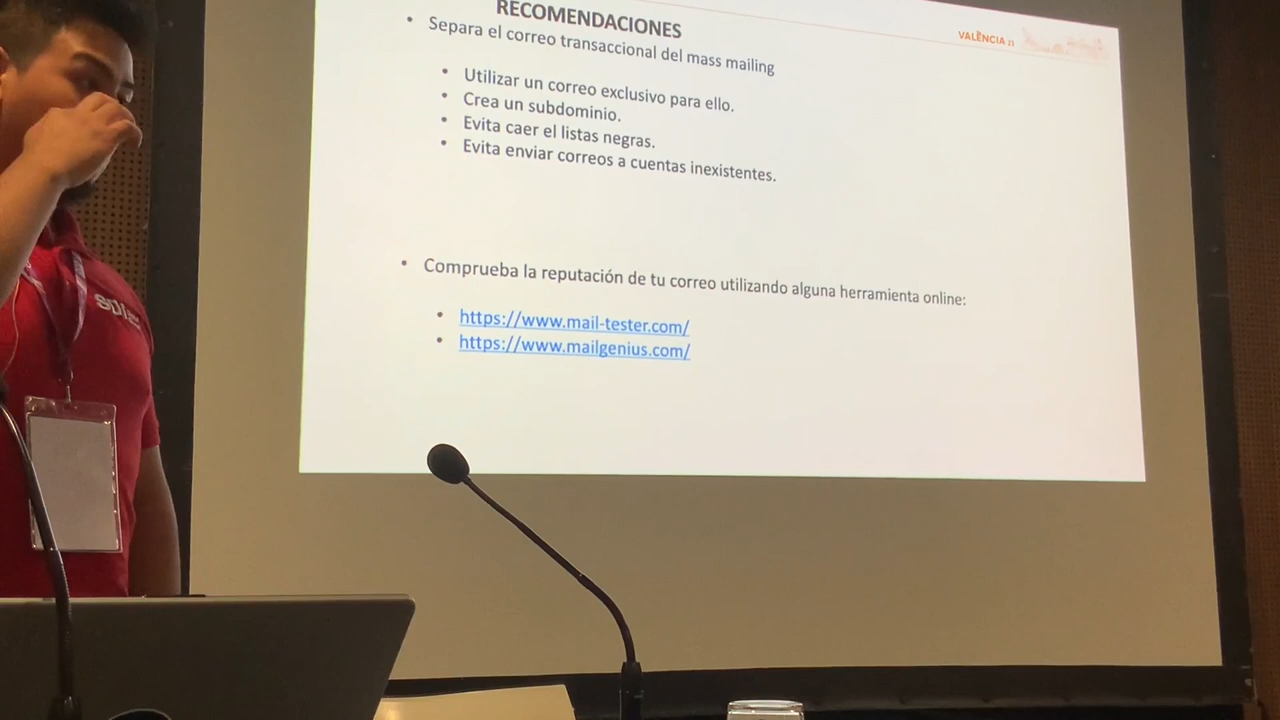 RECOMENDACIONES
VALÈNCIA 21
• Separa el correo transaccional del mass mailing
• Utilizar un correo exclusivo para ello.
• Crea un subdominio.
• Evita caer el listas negras.
• Evita enviar correos a cuentas inexistentes.
• Comprueba la reputación de tu correo utilizando alguna herramienta online:
• https://www.mail-tester.com/
• https://www.mailgenius.com/